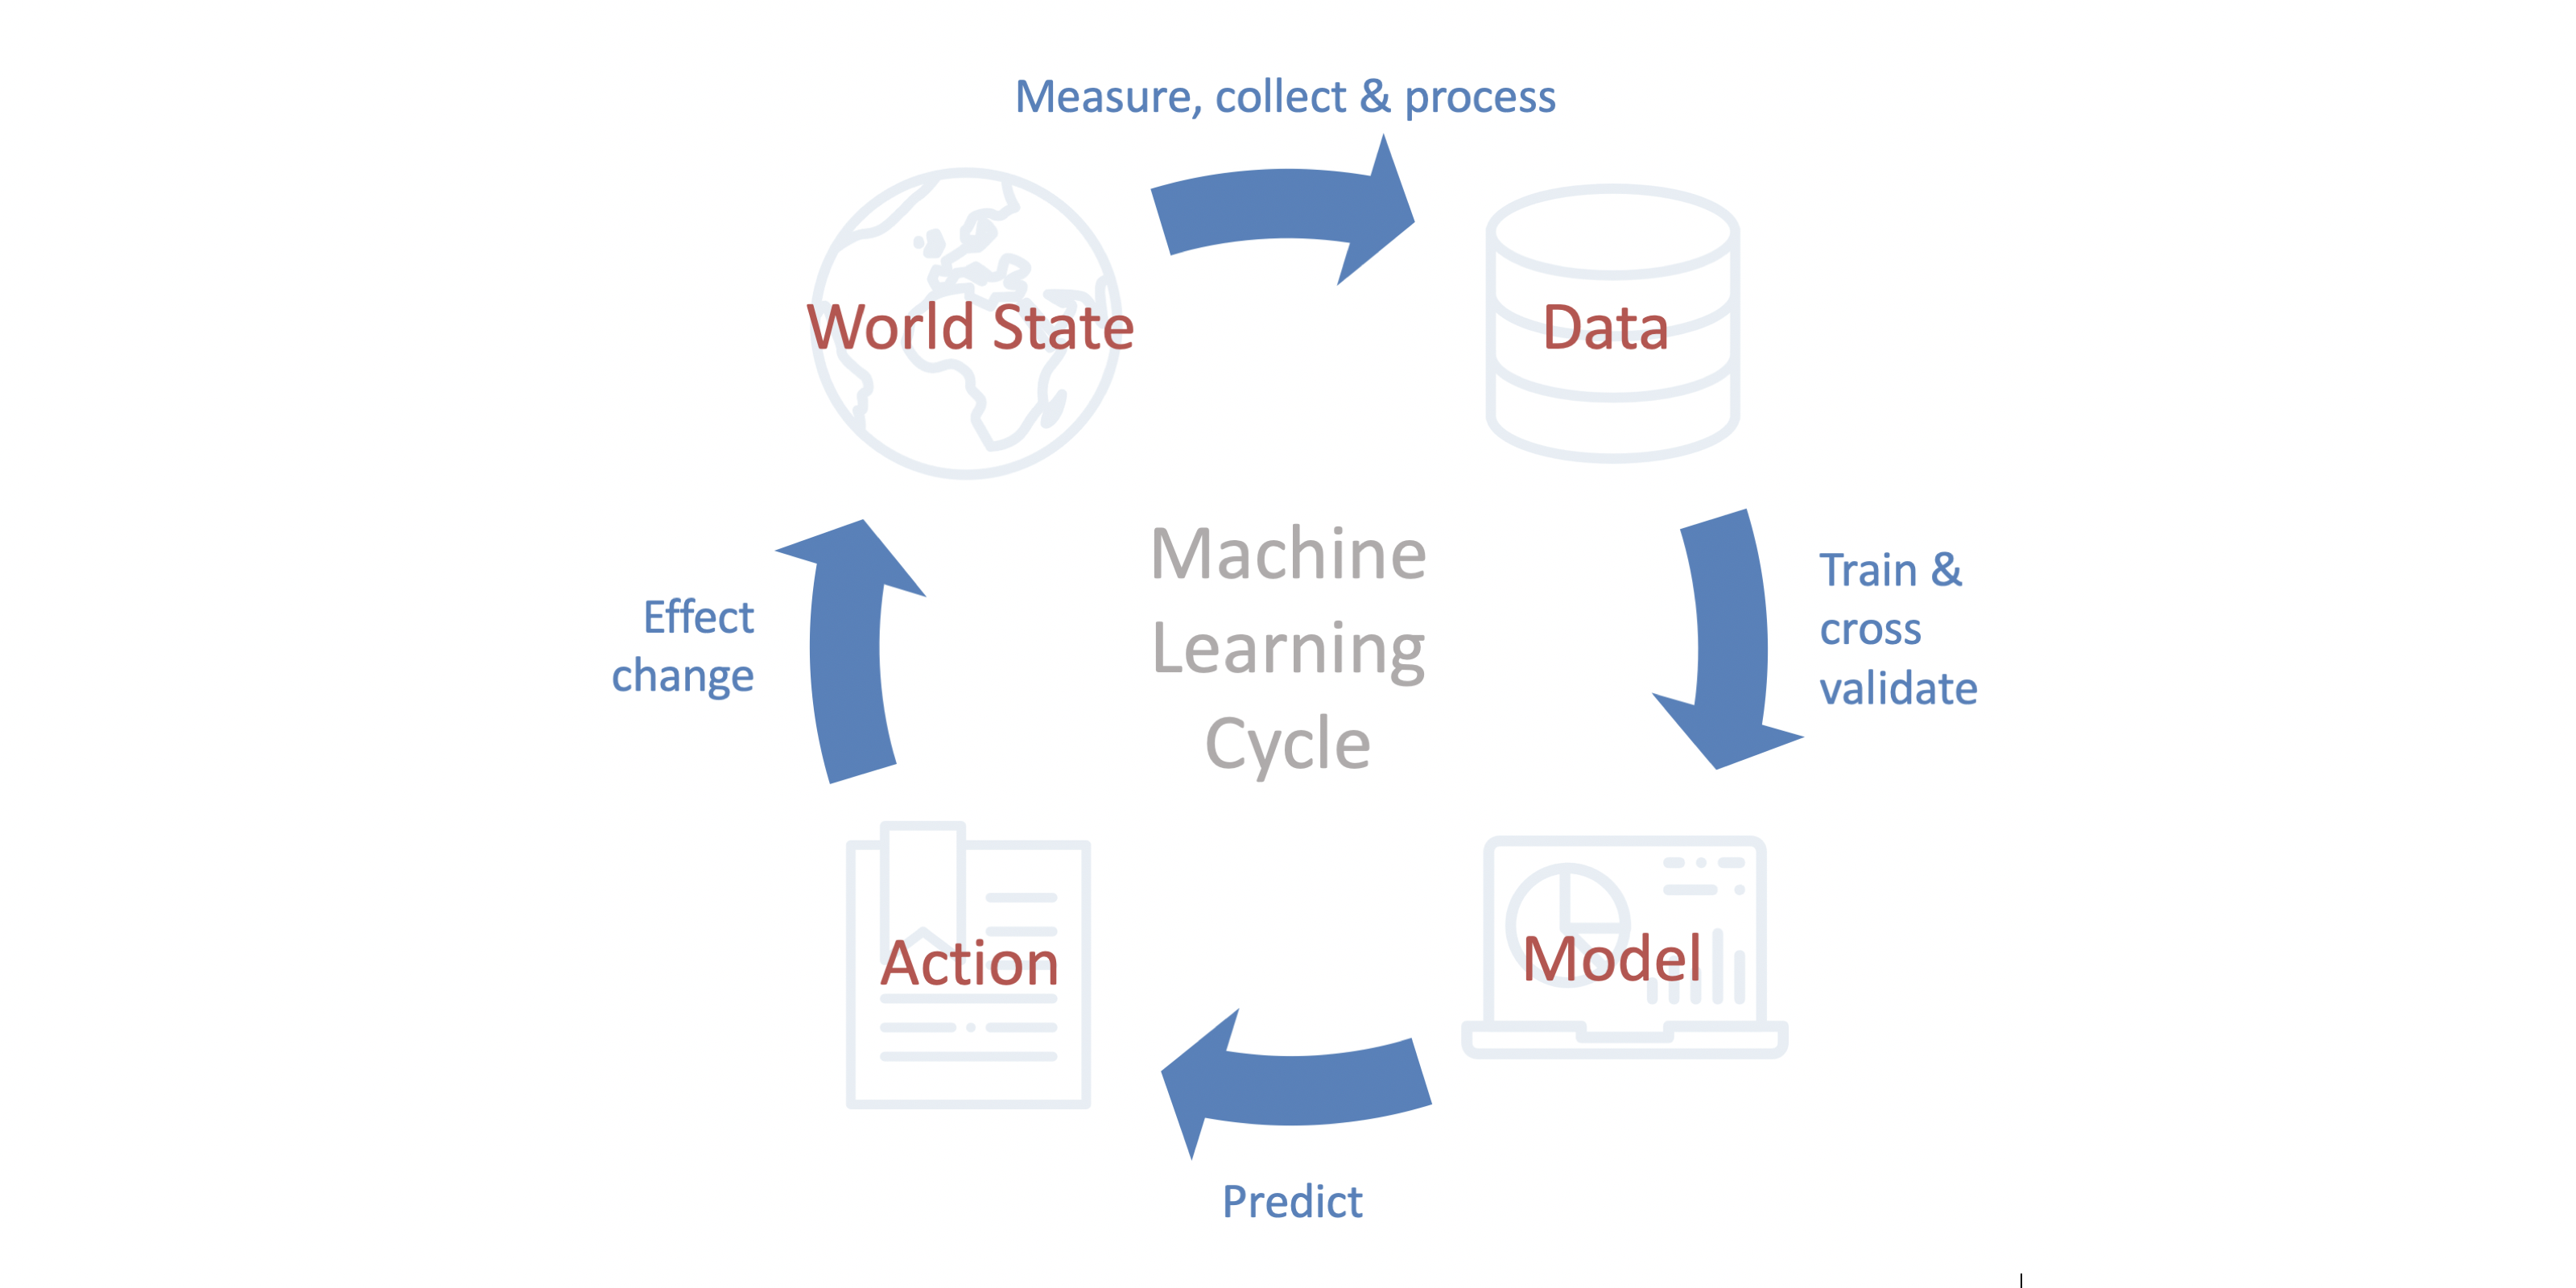 Measure, collect & process
World State
Data
Machine
Learning
Cycle
Train &
cross
validate
Effect
change
Action
Model
Predict